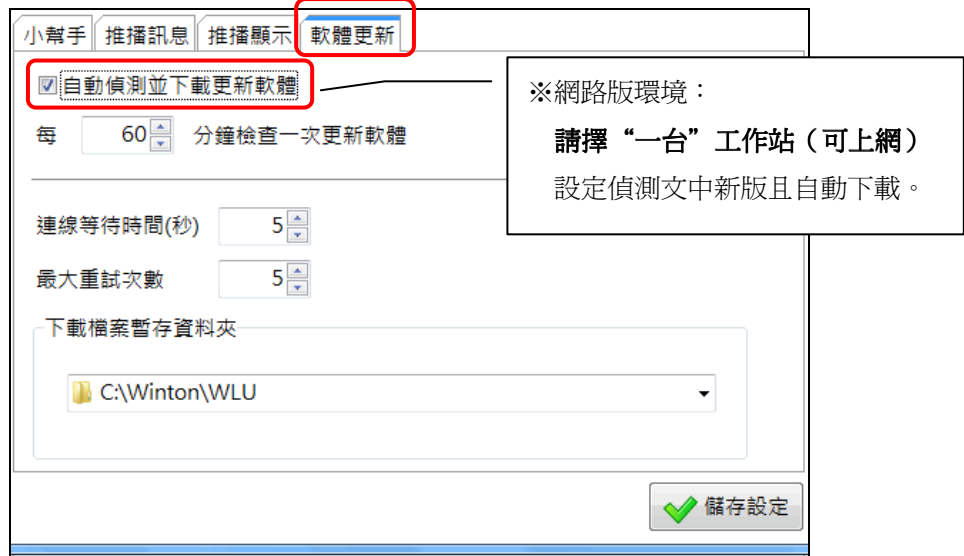 小幫手 推播訊息 推播顯示 軟體更新
自動偵測並下載更新軟體
每 60 分鐘檢查一次更新軟體
※網路版環境：
請擇“一台”工作站（可上網）
設定偵測文中新版且自動下載。
連線等待時間(秒) 5
最大重試次數 5
下載檔案暫存資料夾
C:\Winton\WLU
儲存設定